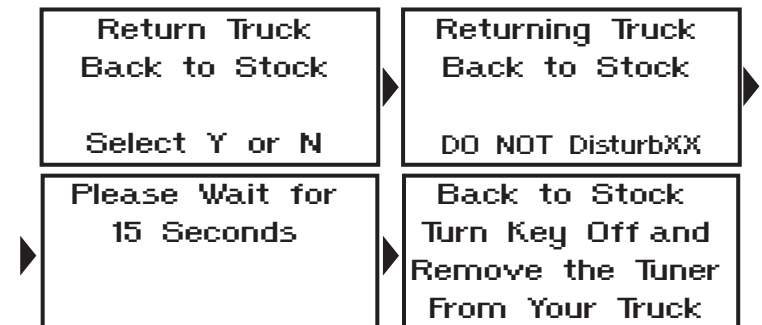 Return Truck
Back to Stock
Select Y or N
Returning Truck
Back to Stock
DO NOT DisturbXX
Please Wait for
15 Seconds
Back to Stock
Turn Key Off and
Remove the Tuner
From Your Truck